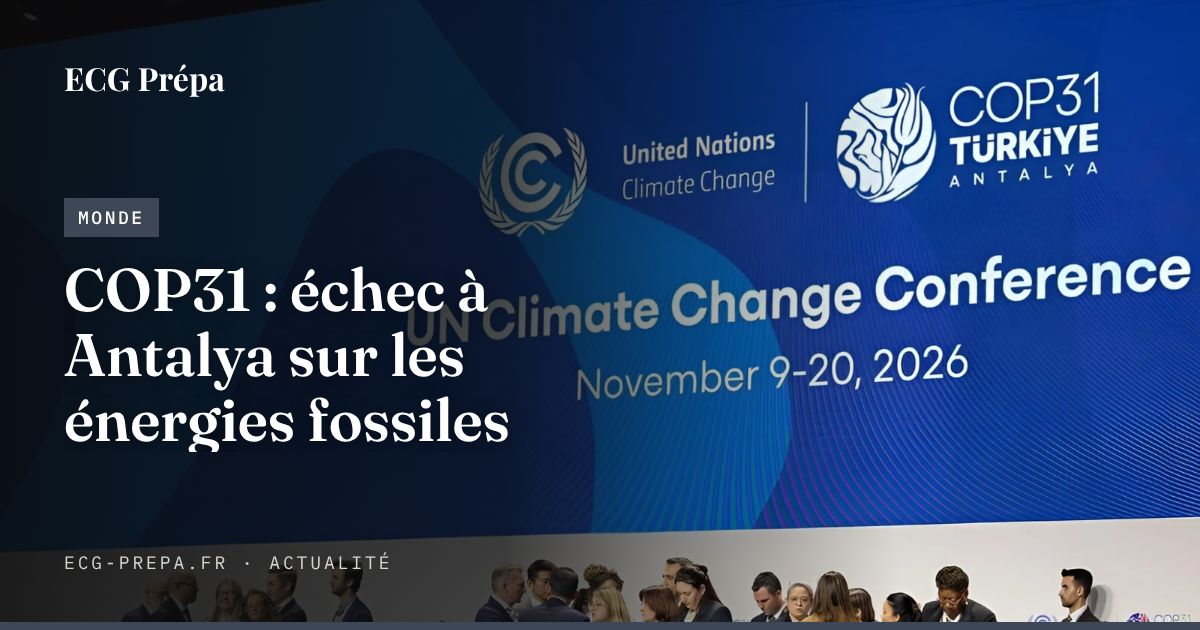 ECG Prépa
United Nations
Climate Change
COP31
TÜRKİYE
ANTALYA
MONDE
COP31 : échec à
Antalya sur les
énergies fossiles
UN Climate Change Conference
November 9-20, 2026
ECG-PREPA.FR · ACTUALITÉ
COP31